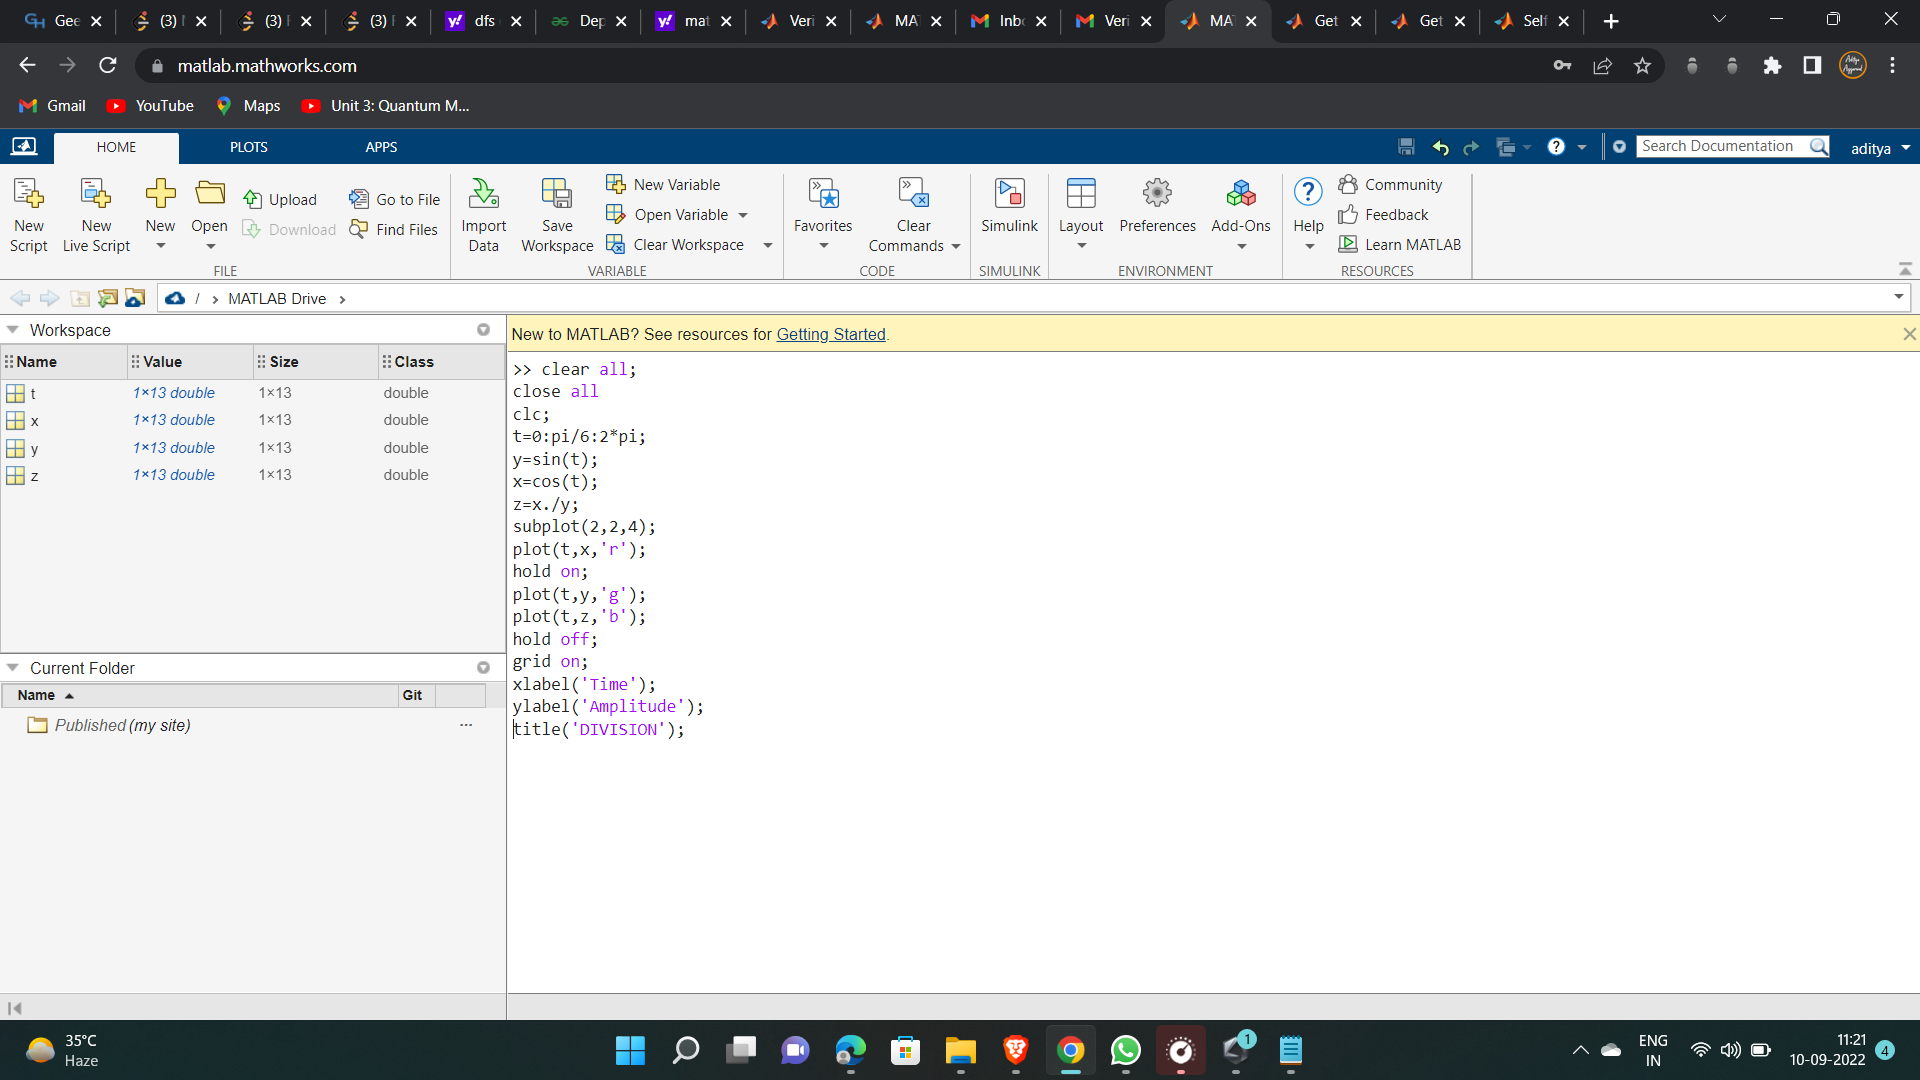 Gee
(3)
(3)
(3)
dfs
Dep
mat
Veri
MA
Inb
Veri
MA
Get
Get
Self
matlab.mathworks.com
Gmail
YouTube
Maps
Unit 3: Quantum M...
HOME
PLOTS
APPS
Search Documentation
aditya
New Script
New Live Script
New
Open
Upload
Download
Go to File
Find Files
FILE
Import Data
Save Workspace
New Variable
Open Variable
Clear Workspace
VARIABLE
Favorites
Clear Commands
CODE
Simulink
SIMULINK
Layout
Preferences
Add-Ons
ENVIRONMENT
Help
Community
Feedback
Learn MATLAB
RESOURCES
/ › MATLAB Drive ›
Workspace
Name Value Size Class
t 1×13 double 1×13 double
x 1×13 double 1×13 double
y 1×13 double 1×13 double
z 1×13 double 1×13 double
Current Folder
Name Git
Published (my site) ...
New to MATLAB? See resources for Getting Started.
>> clear all;
close all
clc;
t=0:pi/6:2*pi;
y=sin(t);
x=cos(t);
z=x./y;
subplot(2,2,4);
plot(t,x,'r');
hold on;
plot(t,y,'g');
plot(t,z,'b');
hold off;
grid on;
xlabel('Time');
ylabel('Amplitude');
title('DIVISION');
35°C
Haze
1
ENG
IN
11:21
10-09-2022
4